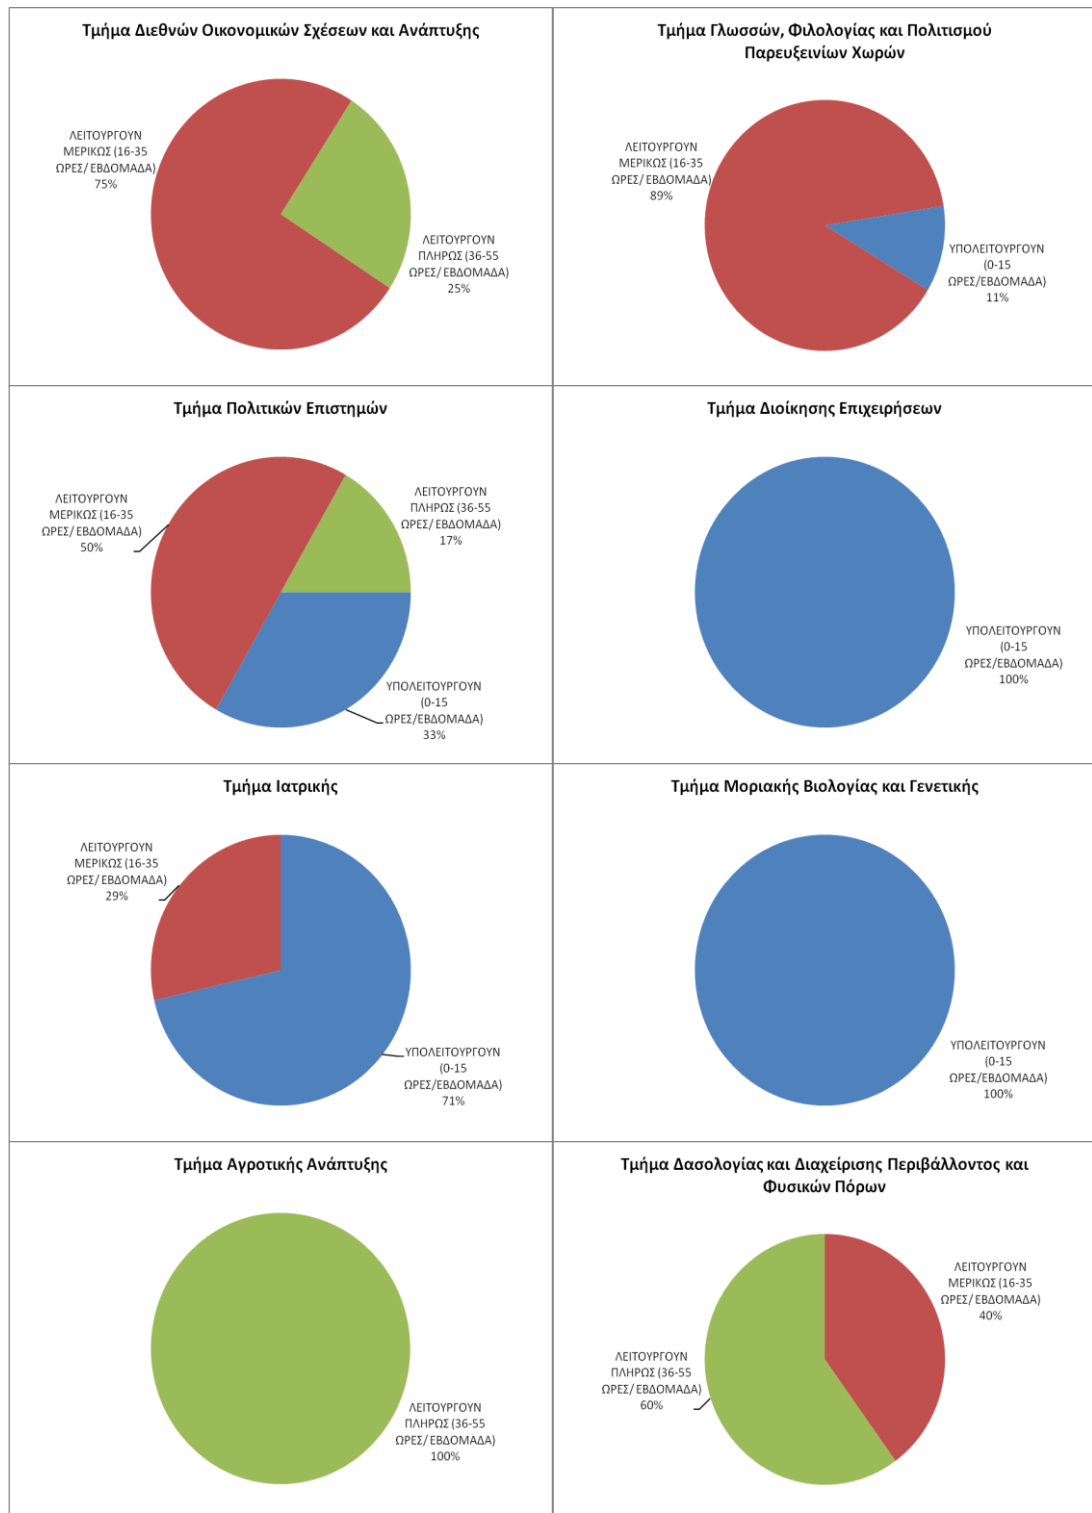 Τμήμα Διεθνών Οικονομικών Σχέσεων και Ανάπτυξης
ΛΕΙΤΟΥΡΓΟΥΝ
ΜΕΡΙΚΩΣ (16-35
ΩΡΕΣ/ ΕΒΔΟΜΑΔΑ)
75%
ΛΕΙΤΟΥΡΓΟΥΝ
ΠΛΗΡΩΣ (36-55
ΩΡΕΣ/ ΕΒΔΟΜΑΔΑ)
25%
Τμήμα Γλωσσών, Φιλολογίας και Πολιτισμού
Παρευξεινίων Χωρών
ΛΕΙΤΟΥΡΓΟΥΝ
ΜΕΡΙΚΩΣ (16-35
ΩΡΕΣ/ ΕΒΔΟΜΑΔΑ)
89%
ΥΠΟΛΕΙΤΟΥΡΓΟΥΝ
(0-15
ΩΡΕΣ/ΕΒΔΟΜΑΔΑ)
11%
Τμήμα Πολιτικών Επιστημών
ΛΕΙΤΟΥΡΓΟΥΝ
ΜΕΡΙΚΩΣ (16-35
ΩΡΕΣ/ ΕΒΔΟΜΑΔΑ)
50%
ΛΕΙΤΟΥΡΓΟΥΝ
ΠΛΗΡΩΣ (36-55
ΩΡΕΣ/ ΕΒΔΟΜΑΔΑ)
17%
ΥΠΟΛΕΙΤΟΥΡΓΟΥΝ
(0-15
ΩΡΕΣ/ΕΒΔΟΜΑΔΑ)
33%
Τμήμα Διοίκησης Επιχειρήσεων
ΥΠΟΛΕΙΤΟΥΡΓΟΥΝ
(0-15
ΩΡΕΣ/ΕΒΔΟΜΑΔΑ)
100%
Τμήμα Ιατρικής
ΛΕΙΤΟΥΡΓΟΥΝ
ΜΕΡΙΚΩΣ (16-35
ΩΡΕΣ/ ΕΒΔΟΜΑΔΑ)
29%
ΥΠΟΛΕΙΤΟΥΡΓΟΥΝ
(0-15
ΩΡΕΣ/ΕΒΔΟΜΑΔΑ)
71%
Τμήμα Μοριακής Βιολογίας και Γενετικής
ΥΠΟΛΕΙΤΟΥΡΓΟΥΝ
(0-15
ΩΡΕΣ/ΕΒΔΟΜΑΔΑ)
100%
Τμήμα Αγροτικής Ανάπτυξης
ΛΕΙΤΟΥΡΓΟΥΝ
ΠΛΗΡΩΣ (36-55
ΩΡΕΣ/ ΕΒΔΟΜΑΔΑ)
100%
Τμήμα Δασολογίας και Διαχείρισης Περιβάλλοντος και
Φυσικών Πόρων
ΛΕΙΤΟΥΡΓΟΥΝ
ΜΕΡΙΚΩΣ (16-35
ΩΡΕΣ/ ΕΒΔΟΜΑΔΑ)
40%
ΛΕΙΤΟΥΡΓΟΥΝ
ΠΛΗΡΩΣ (36-55
ΩΡΕΣ/ ΕΒΔΟΜΑΔΑ)
60%